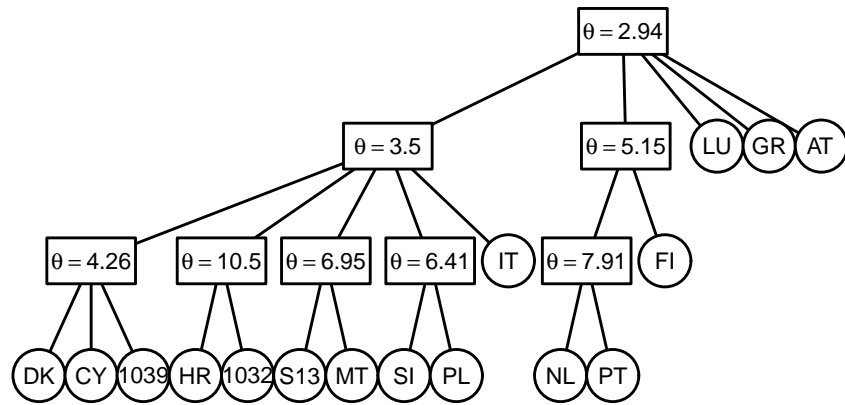 θ = 2.94
θ = 3.5
θ = 5.15
LU
GR
AT
θ = 4.26
θ = 10.5
θ = 6.95
θ = 6.41
IT
θ = 7.91
FI
DK
CY
1039
HR
1032
S13
MT
SI
PL
NL
PT